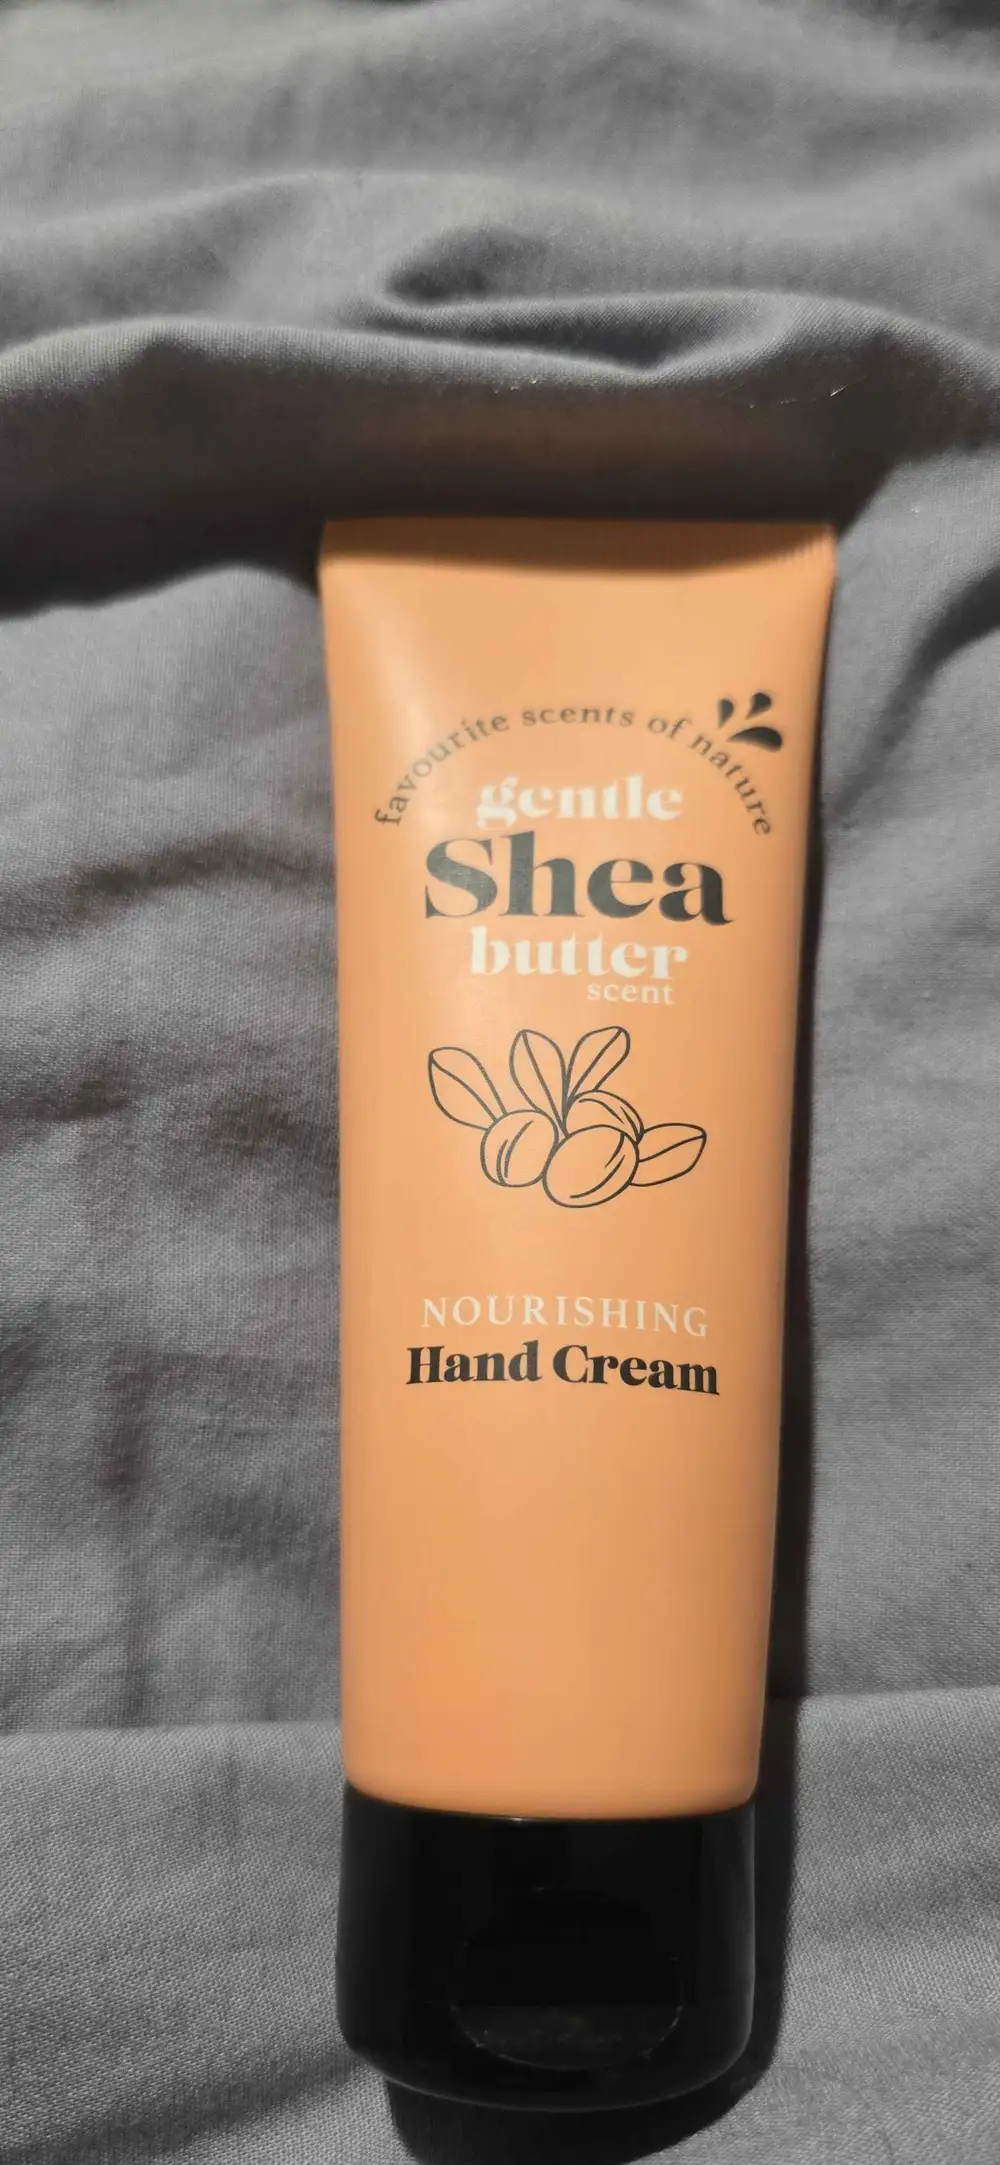 favourite scents of nature
gentle
Shea
butter
scent
NOURISHING
Hand Cream